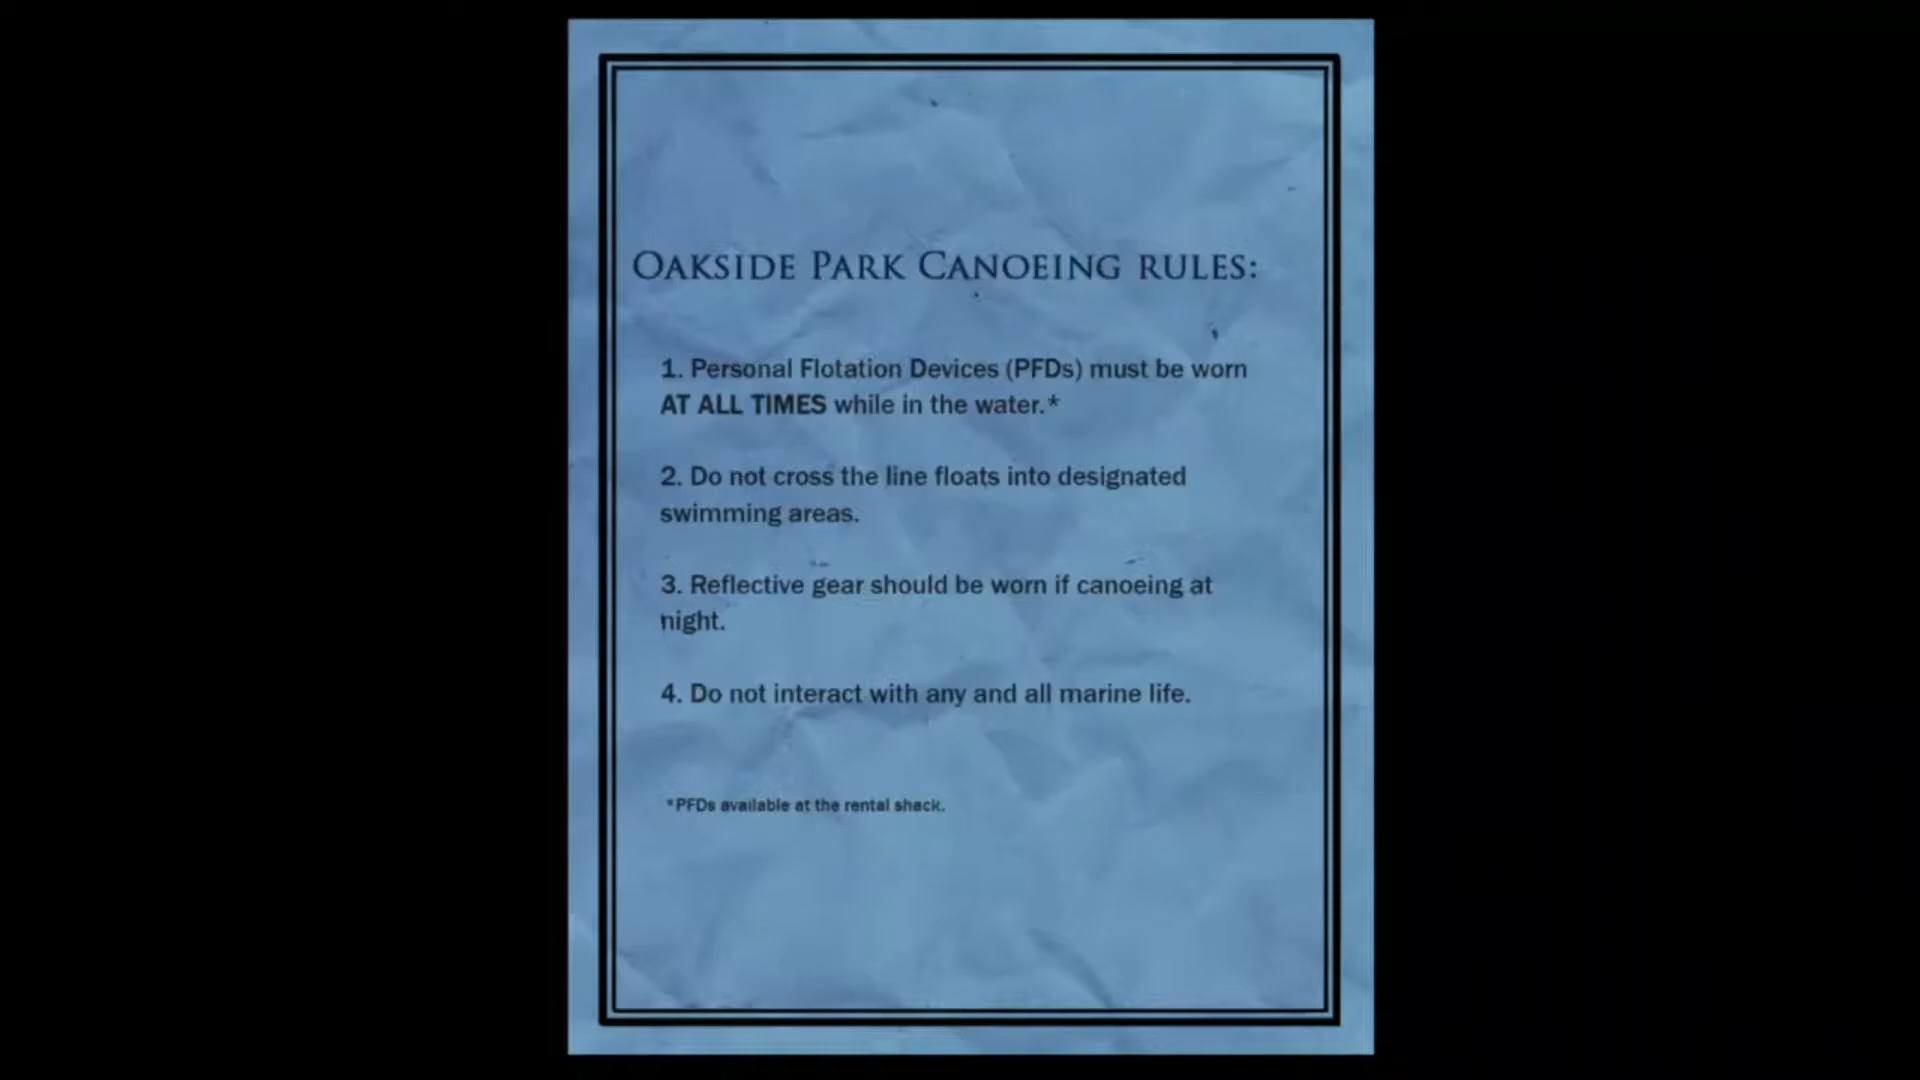 OAKSIDE PARK CANOEING RULES:
1. Personal Flotation Devices (PFDs) must be worn
AT ALL TIMES while in the water.*
2. Do not cross the line floats into designated
swimming areas.
3. Reflective gear should be worn if canoeing at
night.
4. Do not interact with any and all marine life.
*PFDs available at the rental shack.